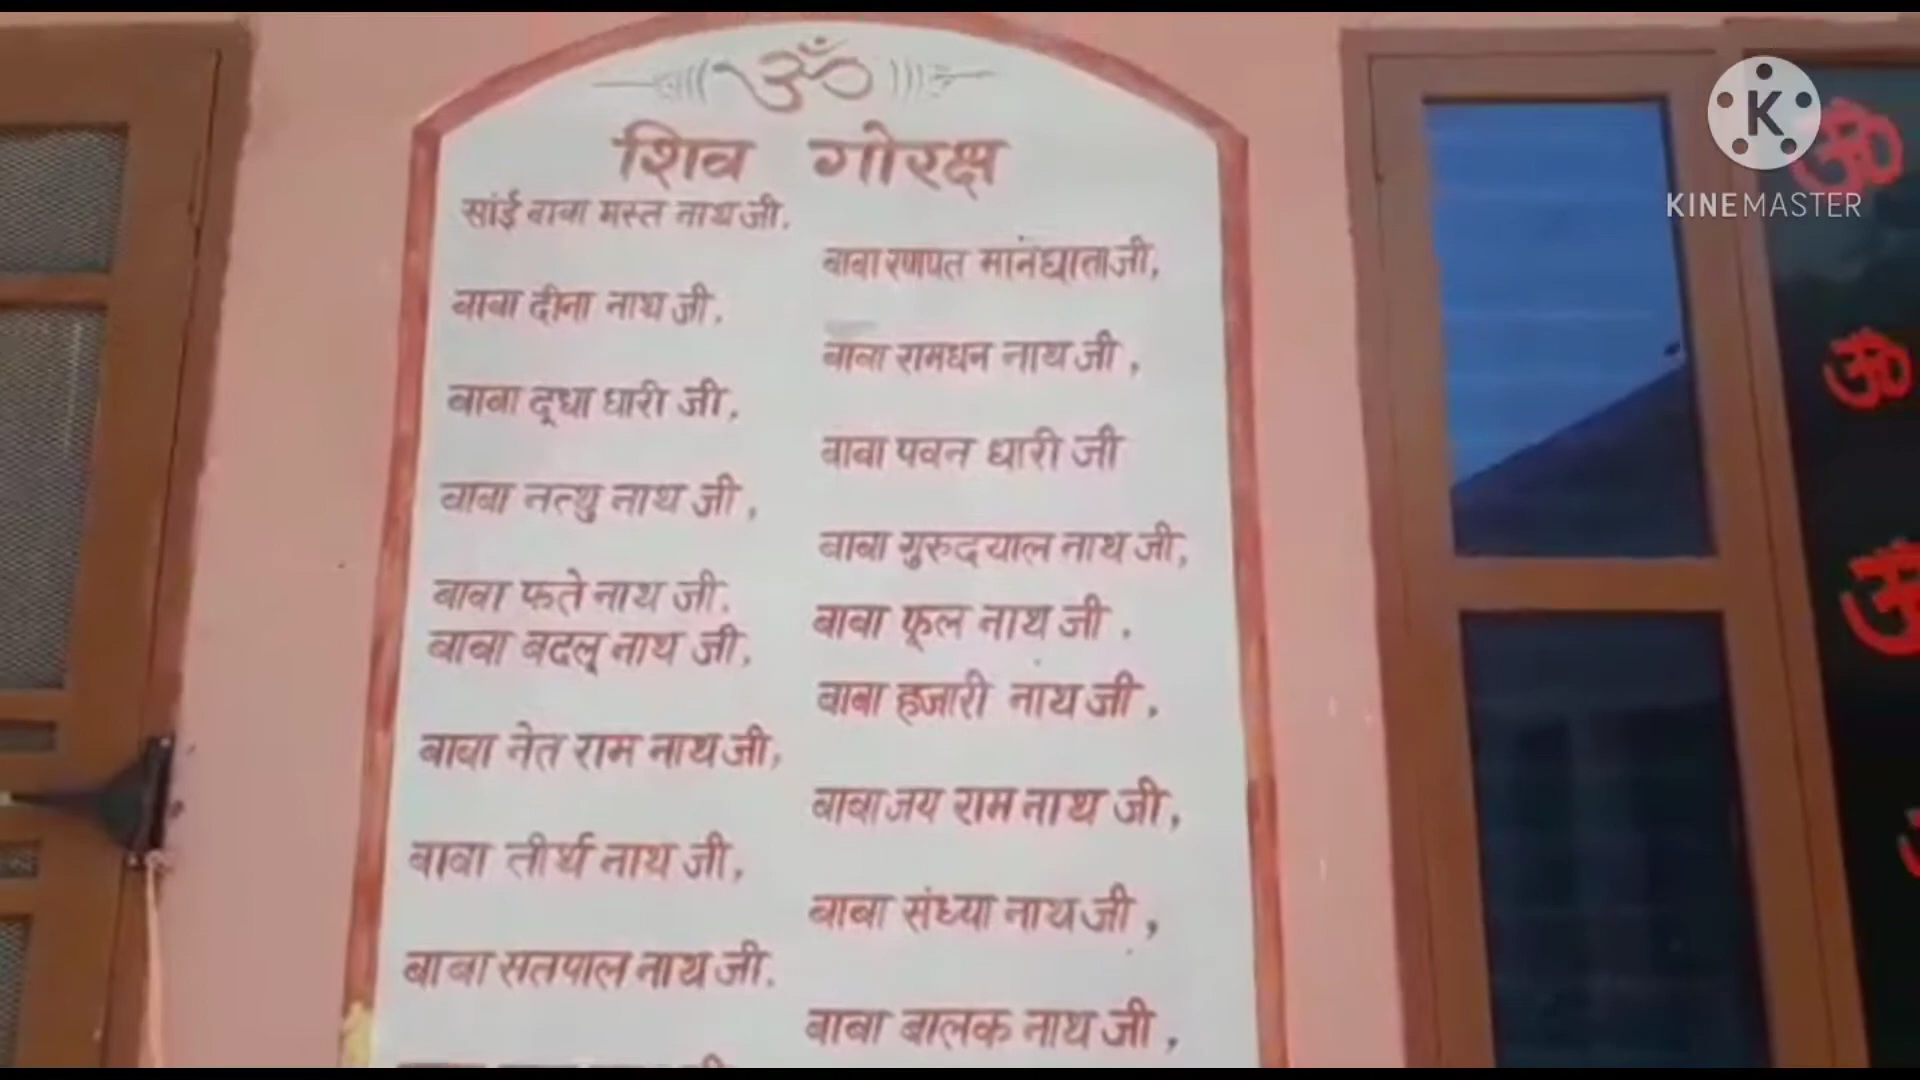 ॐ
शिव गोरक्ष
सांई बाबा मस्त नाथ जी,
बाबा रणपत मानंधाता जी,
बाबा दीना नाथ जी,
बाबा रामधन नाथ जी,
बाबा दूधा धारी जी,
बाबा पवन धारी जी
बाबा नत्थु नाथ जी,
बाबा गुरुदयाल नाथ जी,
बाबा फते नाथ जी,
बाबा फूल नाथ जी,
बाबा बदलू नाथ जी,
बाबा हजारी नाथ जी,
बाबा नेत राम नाथ जी,
बाबा जय राम नाथ जी,
बाबा तीर्थ नाथ जी,
बाबा संध्या नाथ जी,
बाबा सतपाल नाथ जी,
बाबा बालक नाथ जी,
K
KINEMASTER
ॐ
ॐ
ॐ